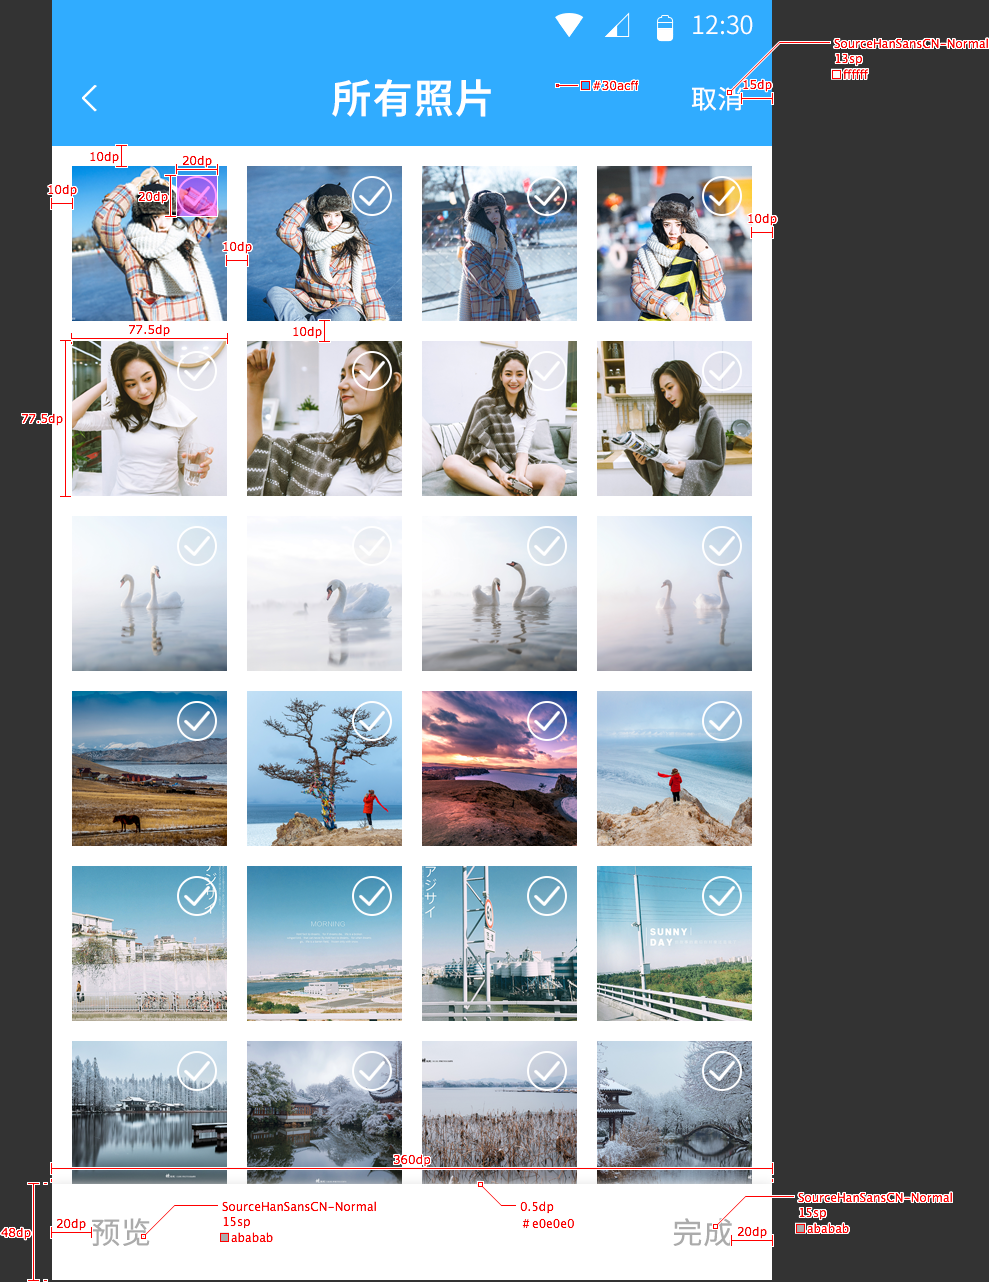 12:30
SourceHanSansCN-Normal
13sp
ffffff
所有照片
#30acff
取消
15dp
10dp
20dp
10dp
20dp
10dp
10dp
77.5dp
10dp
77.5dp
アジサイ
MORNING
アジサイ
SUNNY
DAY
360dp
SourceHanSansCN-Normal
15sp
ababab
0.5dp
#e0e0e0
SourceHanSansCN-Normal
15sp
ababab
48dp
20dp
预览
完成
20dp